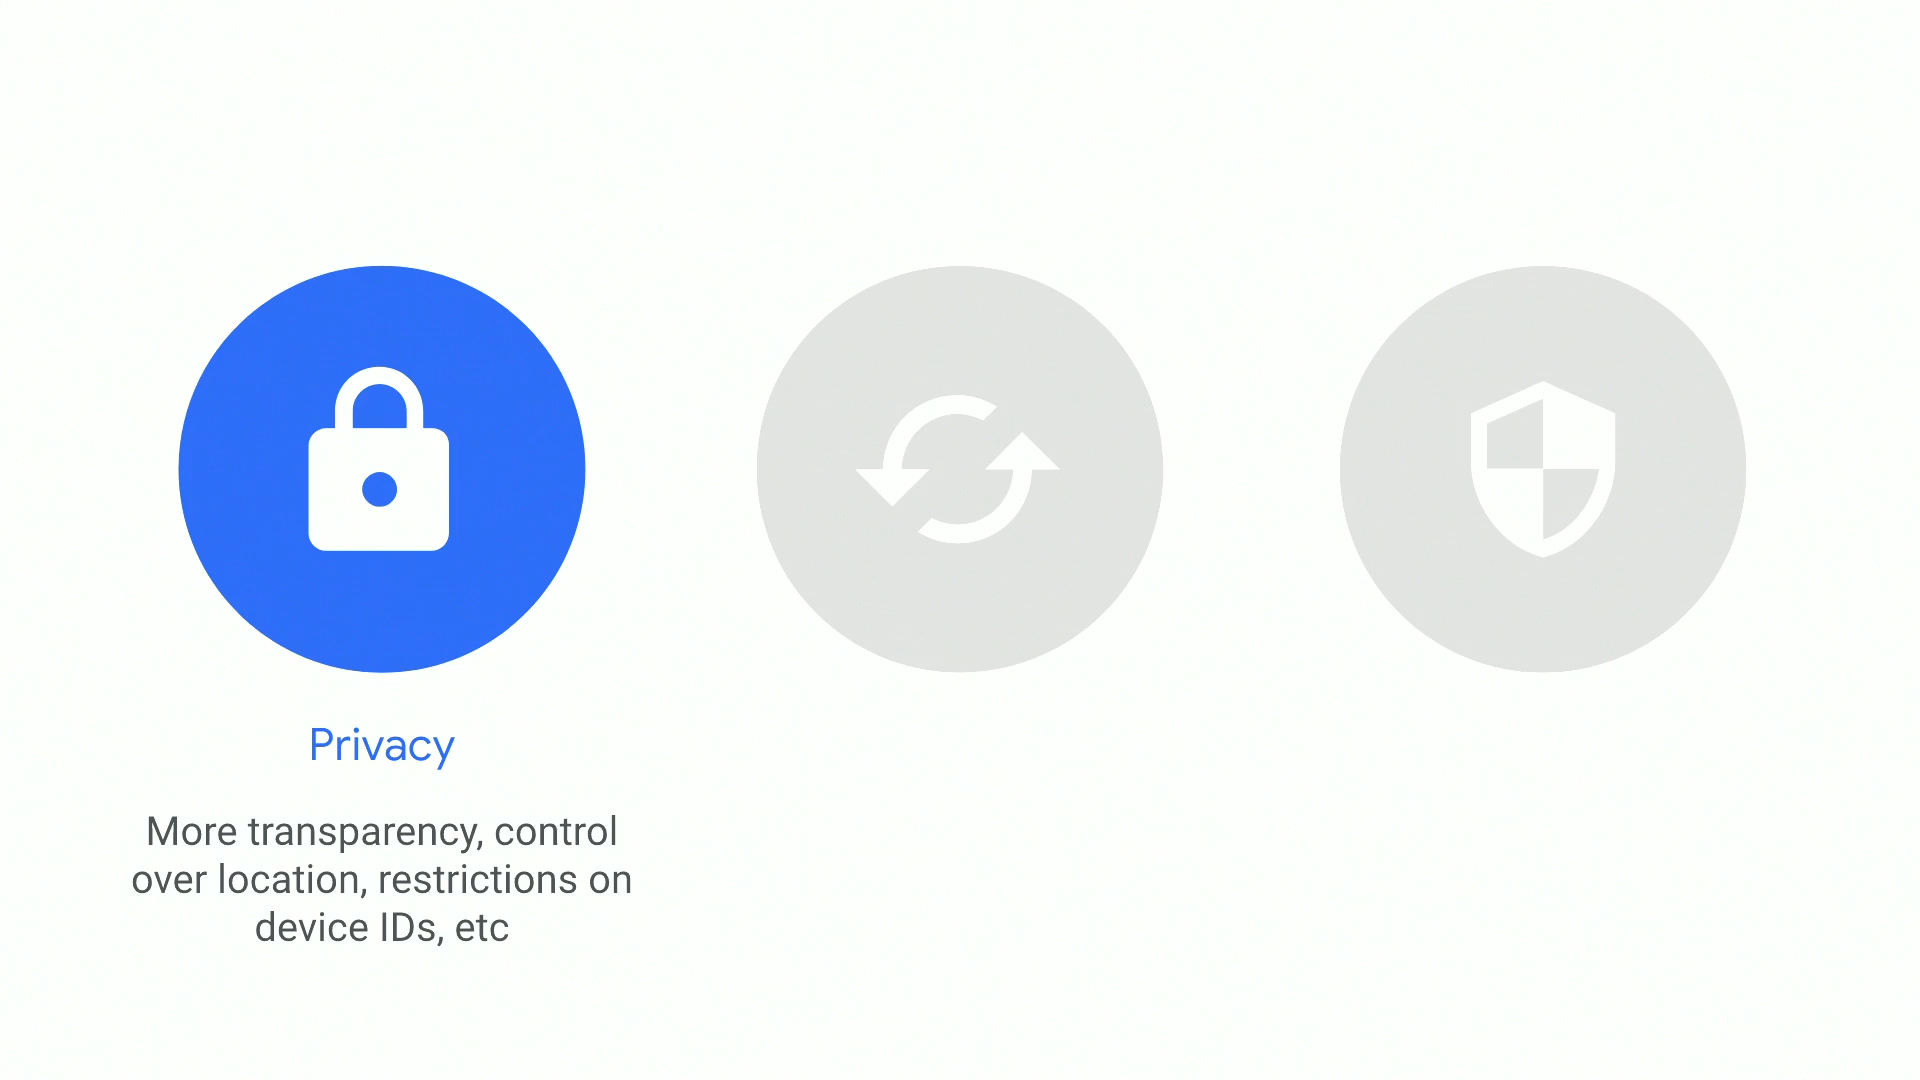 Privacy
More transparency, control
over location, restrictions on
device IDs, etc